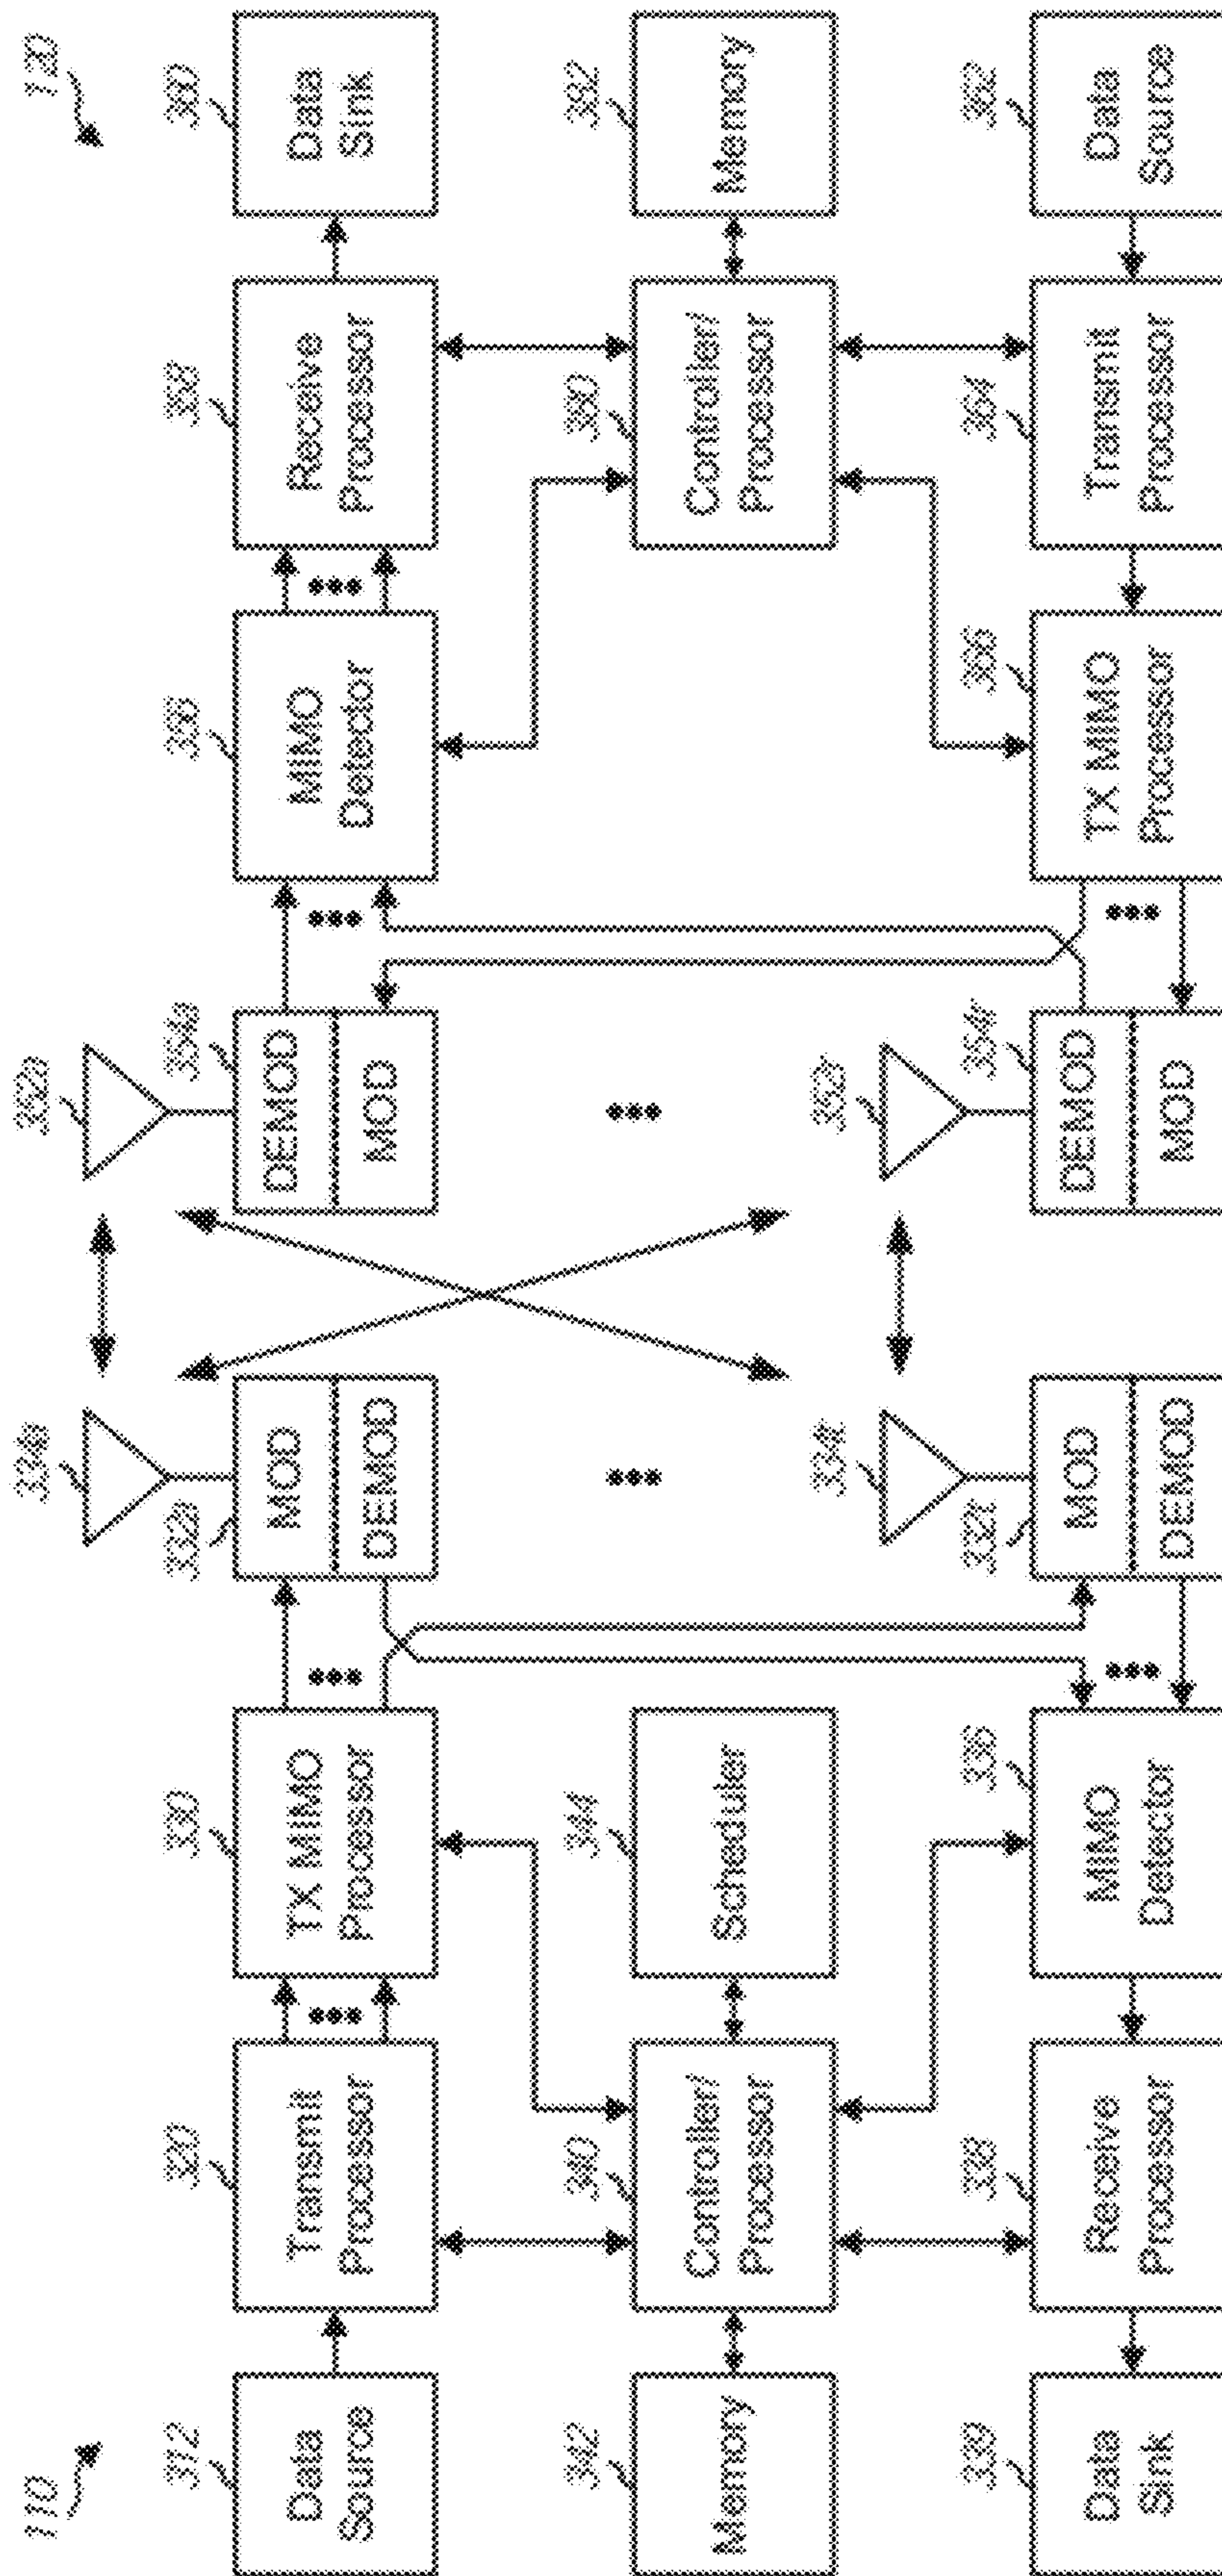 110
334a
352a
120
312
320
330
332a
354a
356
358
360
Data
Source
Transmit
Processor
TX MIMO
Processor
MOD
DEMOD
DEMOD
MOD
MIMO
Detector
Receive
Processor
Data
Sink
342
340
344
380
382
Memory
Controller/
Processor
Scheduler
Controller/
Processor
Memory
334t
352r
339
338
336
332t
354r
366
364
362
Data
Sink
Receive
Processor
MIMO
Detector
MOD
DEMOD
DEMOD
MOD
TX MIMO
Processor
Transmit
Processor
Data
Source